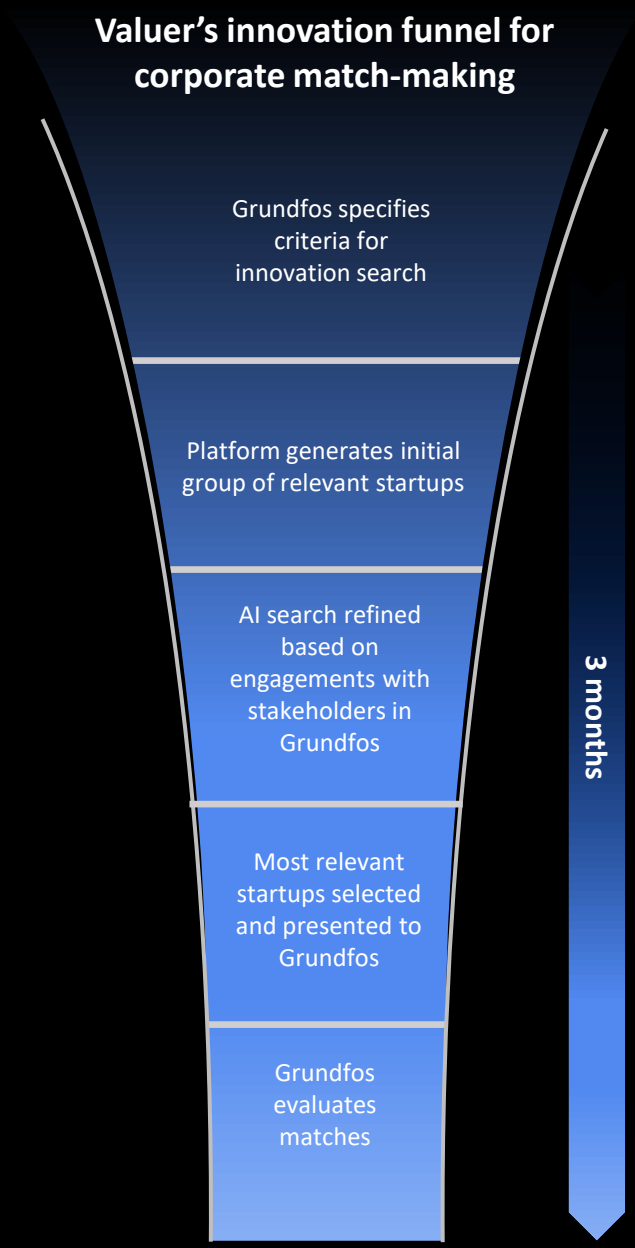 Valuer’s innovation funnel for
corporate match-making
Grundfos specifies
criteria for
innovation search
Platform generates initial
group of relevant startups
AI search refined
based on
engagements with
stakeholders in
Grundfos
Most relevant
startups selected
and presented to
Grundfos
Grundfos
evaluates
matches
3 months